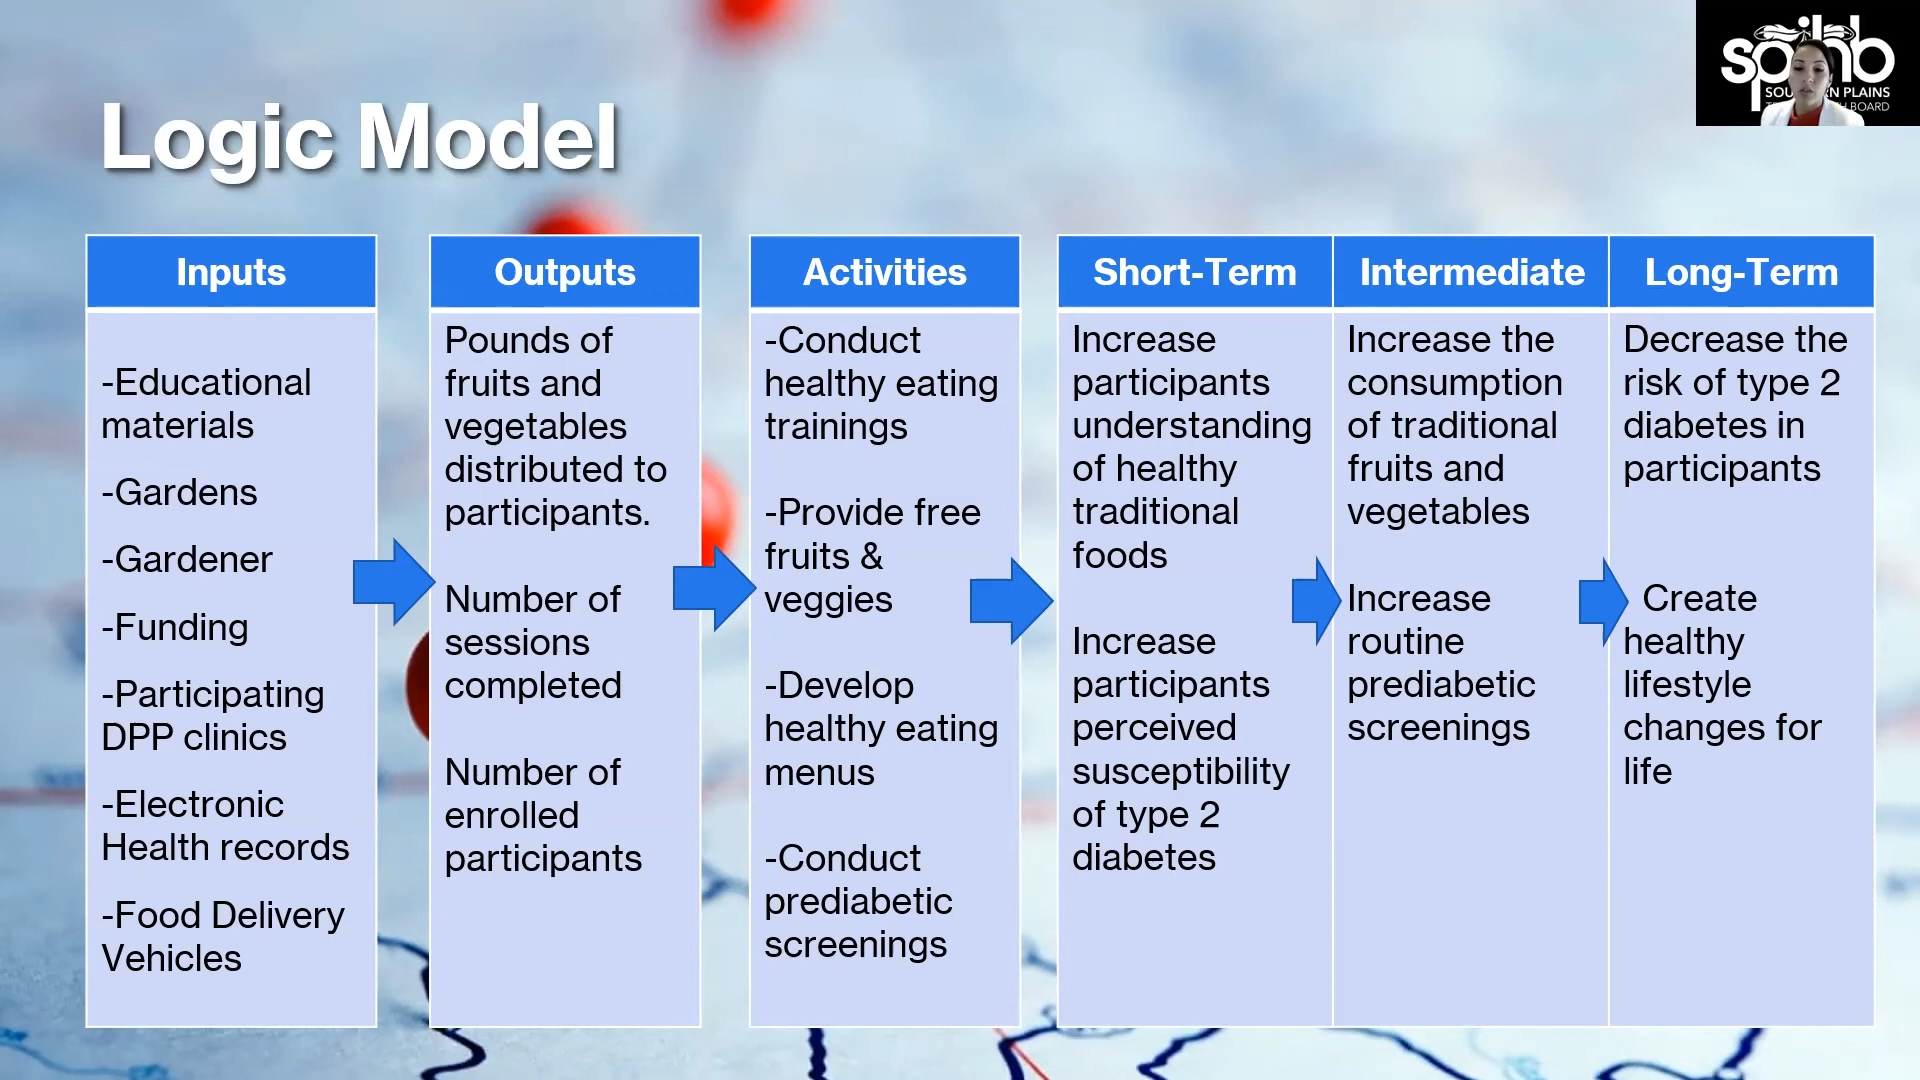 Logic Model
Inputs
-Educational
materials
-Gardens
-Gardener
-Funding
-Participating
DPP clinics
-Electronic
Health records
-Food Delivery
Vehicles
Outputs
Pounds of
fruits and
vegetables
distributed to
participants.
Number of
sessions
completed
Number of
enrolled
participants
Activities
-Conduct
healthy eating
trainings
-Provide free
fruits &
veggies
-Develop
healthy eating
menus
-Conduct
prediabetic
screenings
Short-Term
Increase
participants
understanding
of healthy
traditional
foods
Increase
participants
perceived
susceptibility
of type 2
diabetes
Intermediate
Increase the
consumption
of traditional
fruits and
vegetables
Increase
routine
prediabetic
screenings
Long-Term
Decrease the
risk of type 2
diabetes in
participants
Create
healthy
lifestyle
changes for
life
PLAINS
BOARD